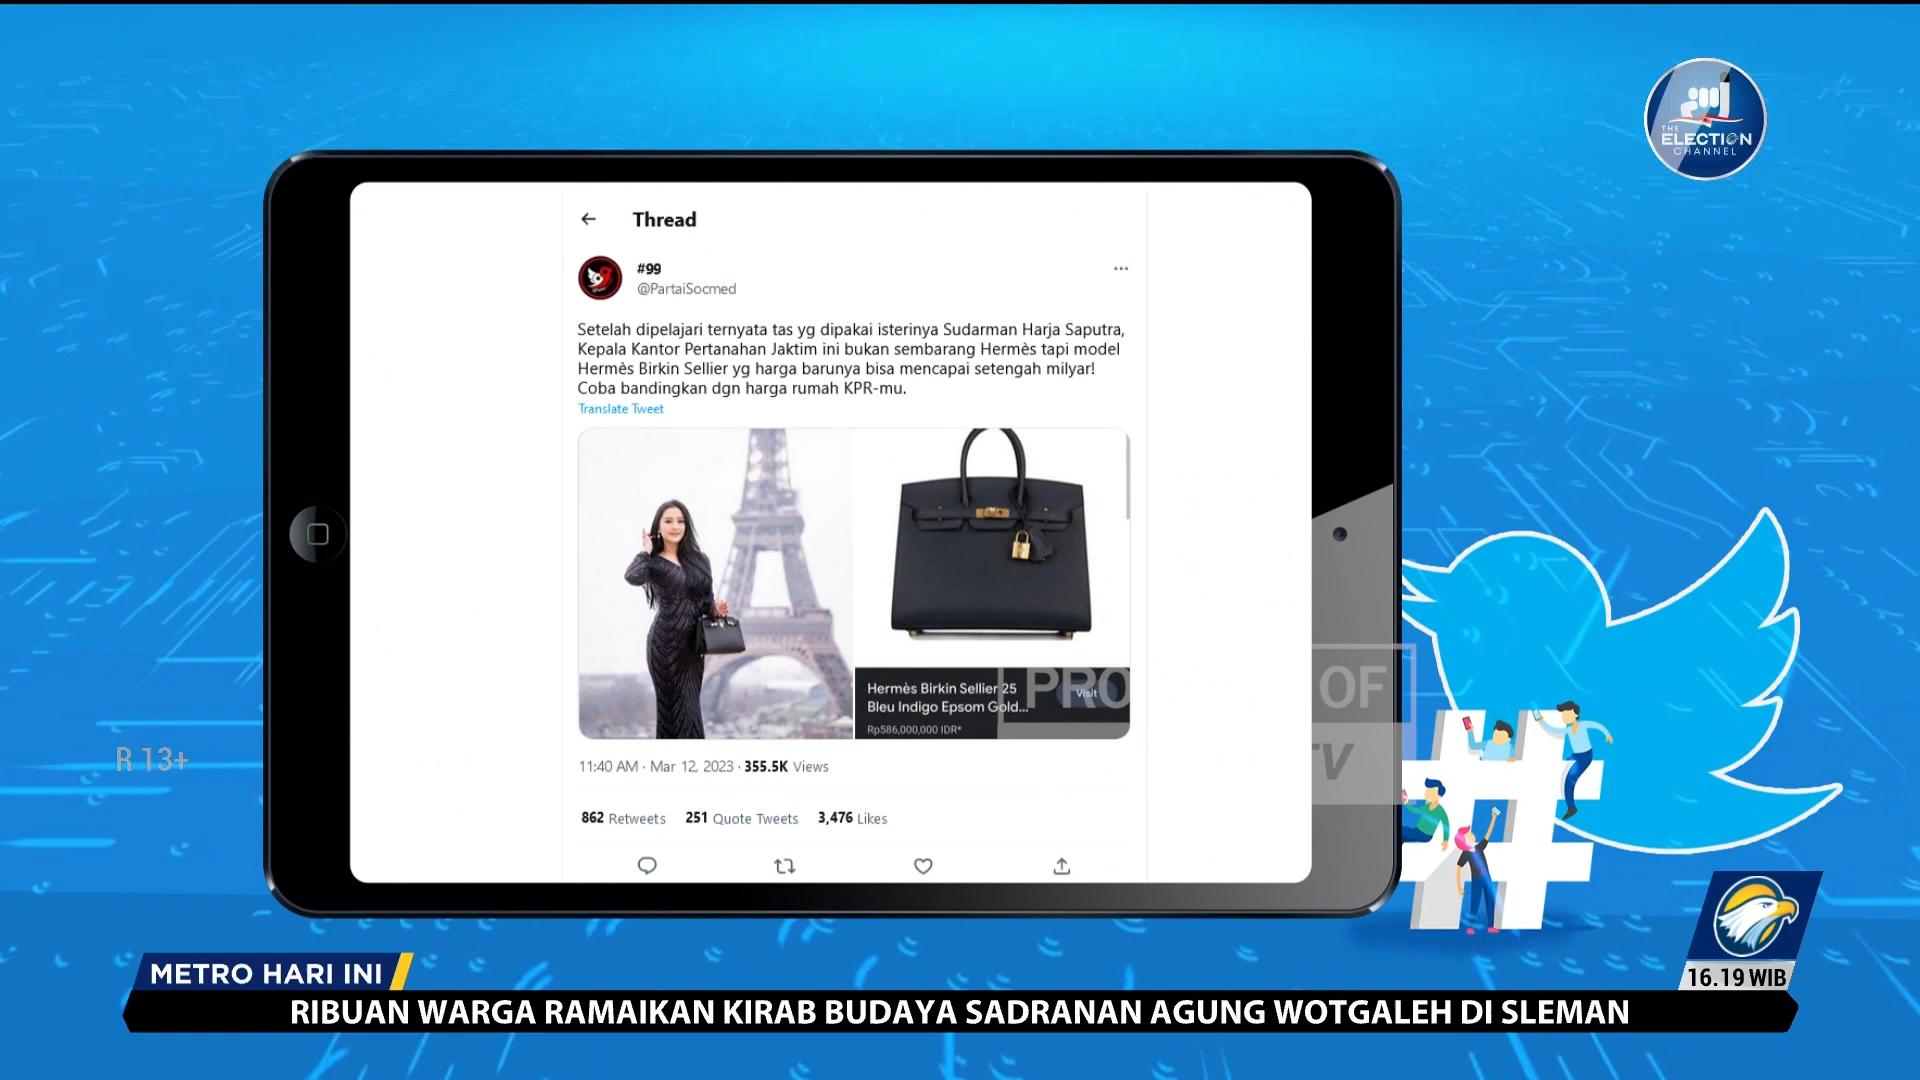 THE
ELECTION
CHANNEL
Thread
#99
@PartaiSocmed
Setelah dipelajari ternyata tas yg dipakai isterinya Sudarman Harja Saputra,
Kepala Kantor Pertanahan Jaktim ini bukan sembarang Hermès tapi model
Hermès Birkin Sellier yg harga barunya bisa mencapai setengah milyar!
Coba bandingkan dgn harga rumah KPR-mu.
Translate Tweet
Hermès Birkin Sellier 25
Bleu Indigo Epsom Gold...
Rp586,000,000 IDR*
Visit
OF
TV
R 13+
11:40 AM · Mar 12, 2023 · 355.5K Views
862 Retweets 251 Quote Tweets 3,476 Likes
METRO HARI INI
16.19 WIB
RIBUAN WARGA RAMAIKAN KIRAB BUDAYA SADRANAN AGUNG WOTGALEH DI SLEMAN